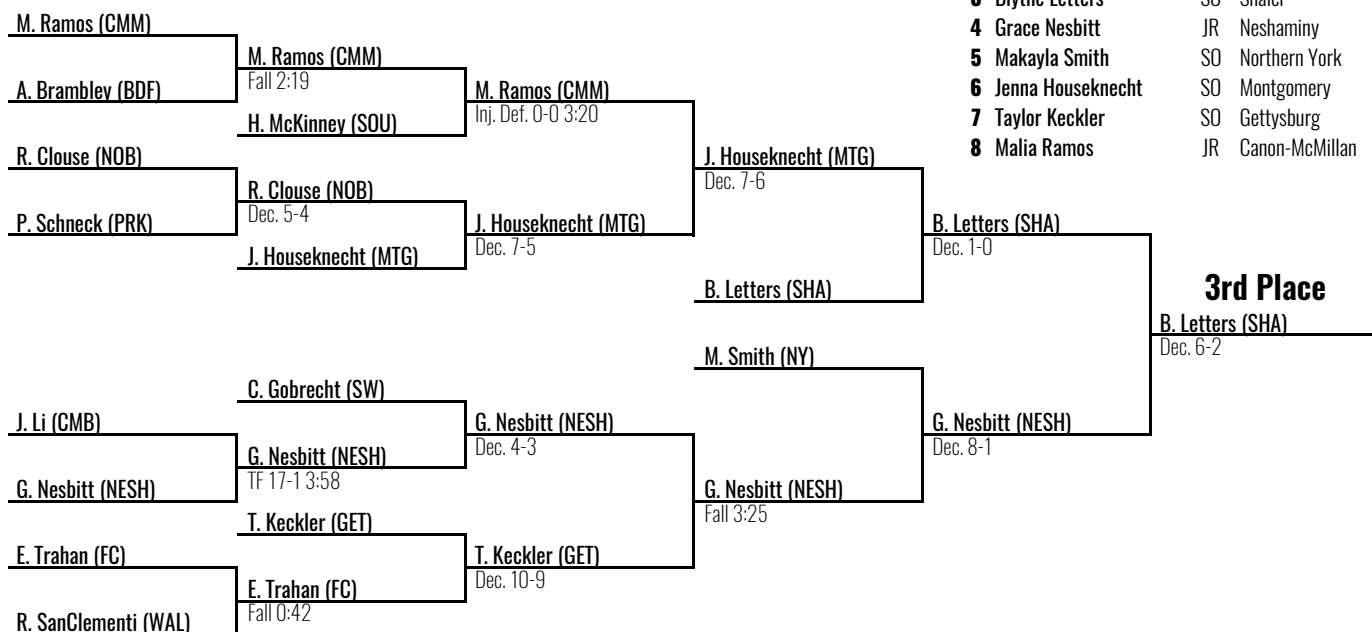 3 Blythe Letters SO Shaler
4 Grace Nesbitt JR Neshaminy
5 Makayla Smith SO Northern York
6 Jenna Houseknecht SO Montgomery
7 Taylor Keckler SO Gettysburg
8 Malia Ramos JR Canon-McMillan
M. Ramos (CMM)
A. Brambley (BDF)
R. Clouse (NOB)
P. Schneck (PRK)
J. Li (CMB)
G. Nesbitt (NESH)
E. Trahan (FC)
R. SanClementi (WAL)
M. Ramos (CMM)
Fall 2:19
H. McKinney (SOU)
R. Clouse (NOB)
Dec. 5-4
J. Houseknecht (MTG)
C. Gobrecht (SW)
G. Nesbitt (NESH)
TF 17-1 3:58
T. Keckler (GET)
E. Trahan (FC)
Fall 0:42
M. Ramos (CMM)
Inj. Def. 0-0 3:20
J. Houseknecht (MTG)
Dec. 7-5
G. Nesbitt (NESH)
Dec. 4-3
T. Keckler (GET)
Dec. 10-9
J. Houseknecht (MTG)
Dec. 7-6
B. Letters (SHA)
M. Smith (NY)
G. Nesbitt (NESH)
Fall 3:25
B. Letters (SHA)
Dec. 1-0
G. Nesbitt (NESH)
Dec. 8-1
3rd Place
B. Letters (SHA)
Dec. 6-2